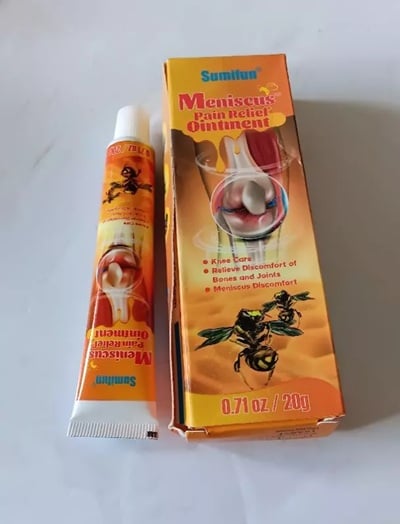 Sumifun®
Meniscus
Pain Relief
Ointment
• Knee Care
• Relieve Discomfort of
Bones and Joints
• Meniscus Discomfort
0.71 oz / 20g
Sumifun
Meniscus
Pain Relief
Ointment